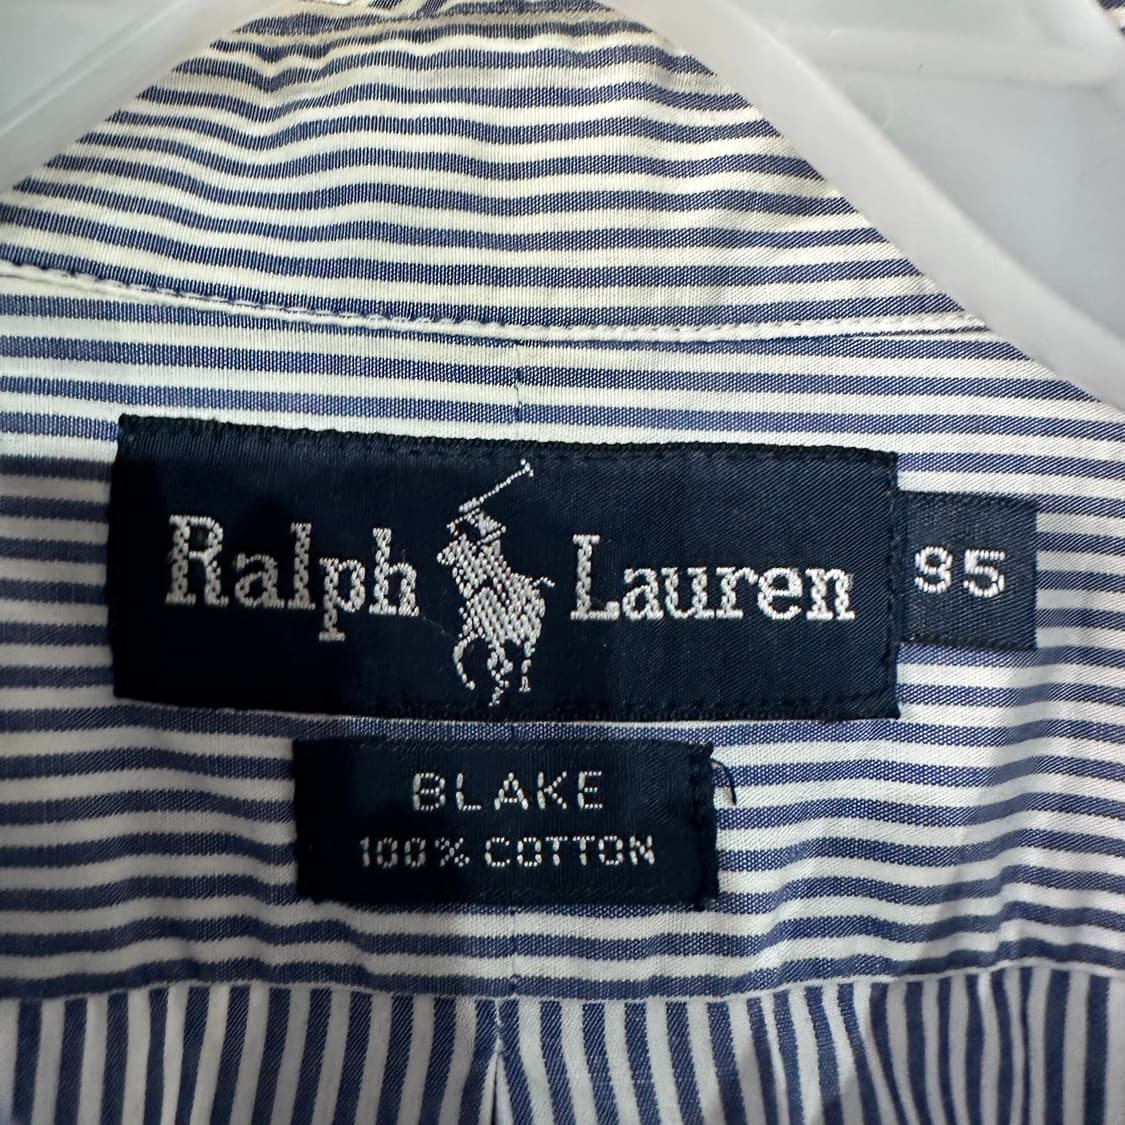 Ralph Lauren
95
BLAKE
100% COTTON